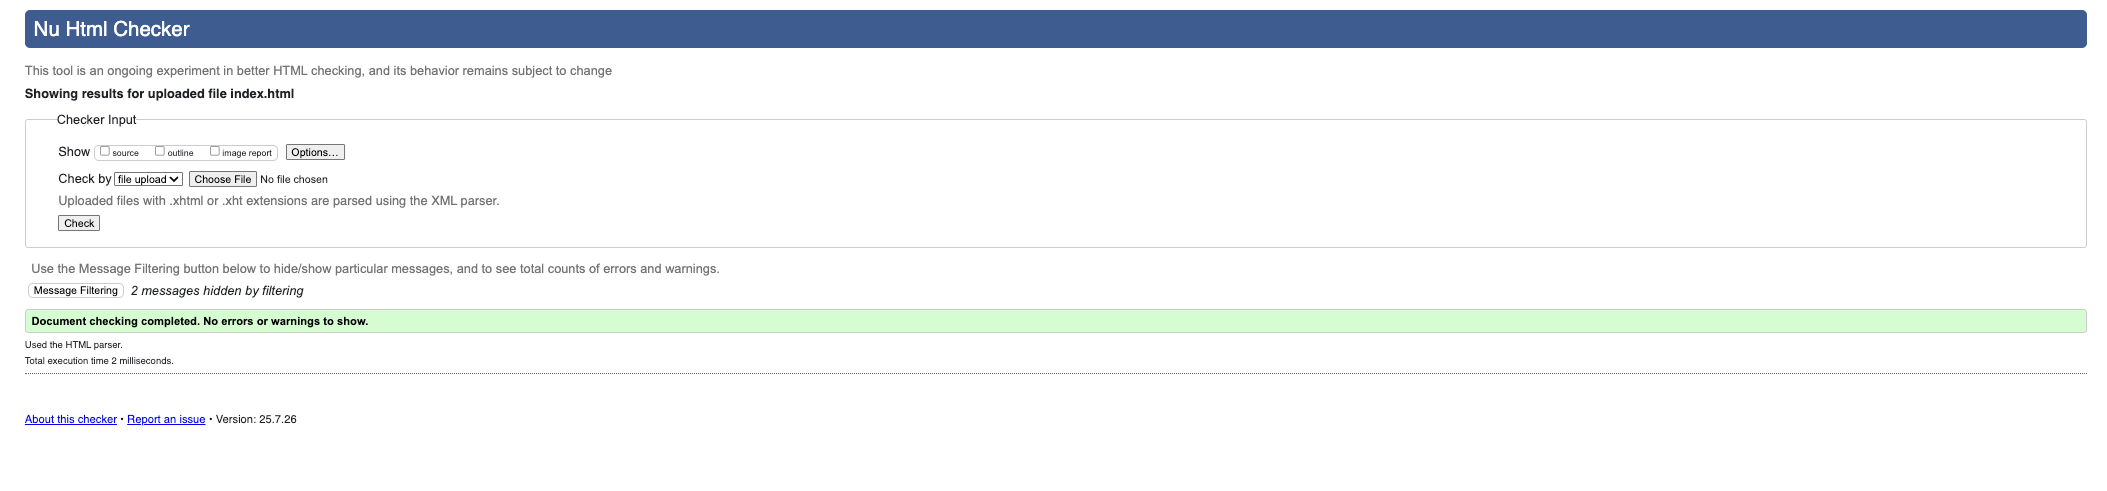 Nu Html Checker
This tool is an ongoing experiment in better HTML checking, and its behavior remains subject to change
Showing results for uploaded file index.html
Checker Input
Show source outline image report Options...
Check by file upload Choose File No file chosen
Uploaded files with .xhtml or .xht extensions are parsed using the XML parser.
Check
Use the Message Filtering button below to hide/show particular messages, and to see total counts of errors and warnings.
Message Filtering 2 messages hidden by filtering
Document checking completed. No errors or warnings to show.
Used the HTML parser.
Total execution time 2 milliseconds.
About this checker • Report an issue • Version: 25.7.26